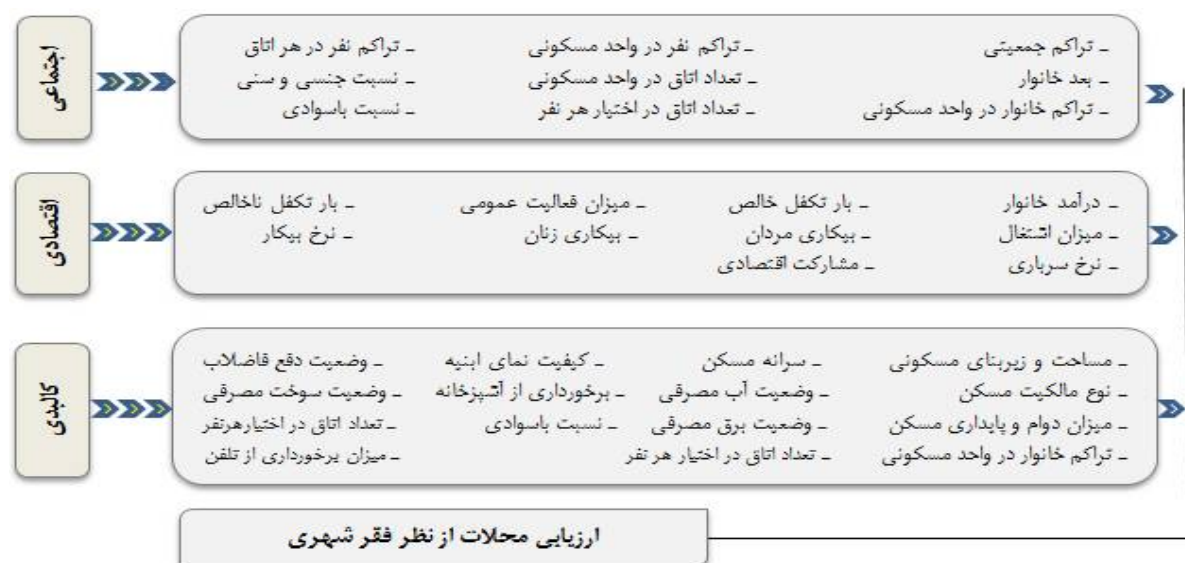 اجتماعی
ـ تراکم جمعیتی ـ تراکم نفر در واحد مسکونی ـ تراکم نفر در هر اتاق
ـ بعد خانوار ـ تعداد اتاق در واحد مسکونی ـ نسبت جنسی و سنی
ـ تراکم خانوار در واحد مسکونی ـ تعداد اتاق در اختیار هر نفر ـ نسبت باسوادی
اقتصادی
ـ درآمد خانوار ـ بار تکفل خالص ـ میزان فعالیت عمومی ـ بار تکفل ناخالص
ـ میزان اشتغال ـ بیکاری مردان ـ بیکاری زنان ـ نرخ بیکار
ـ نرخ سرباری ـ مشارکت اقتصادی
کالبدی
ـ مساحت و زیربنای مسکونی ـ سرانه مسکن ـ کیفیت نمای ابنیه ـ وضعیت دفع فاضلاب
ـ نوع مالکیت مسکن ـ وضعیت آب مصرفی ـ برخورداری از آشپزخانه ـ وضعیت سوخت مصرفی
ـ میزان دوام و پایداری مسکن ـ وضعیت برق مصرفی ـ نسبت باسوادی ـ تعداد اتاق در اختیارهرنفر
ـ تراکم خانوار در واحد مسکونی ـ تعداد اتاق در اختیار هر نفر ـ میزان برخورداری از تلفن
ارزیابی محلات از نظر فقر شهری